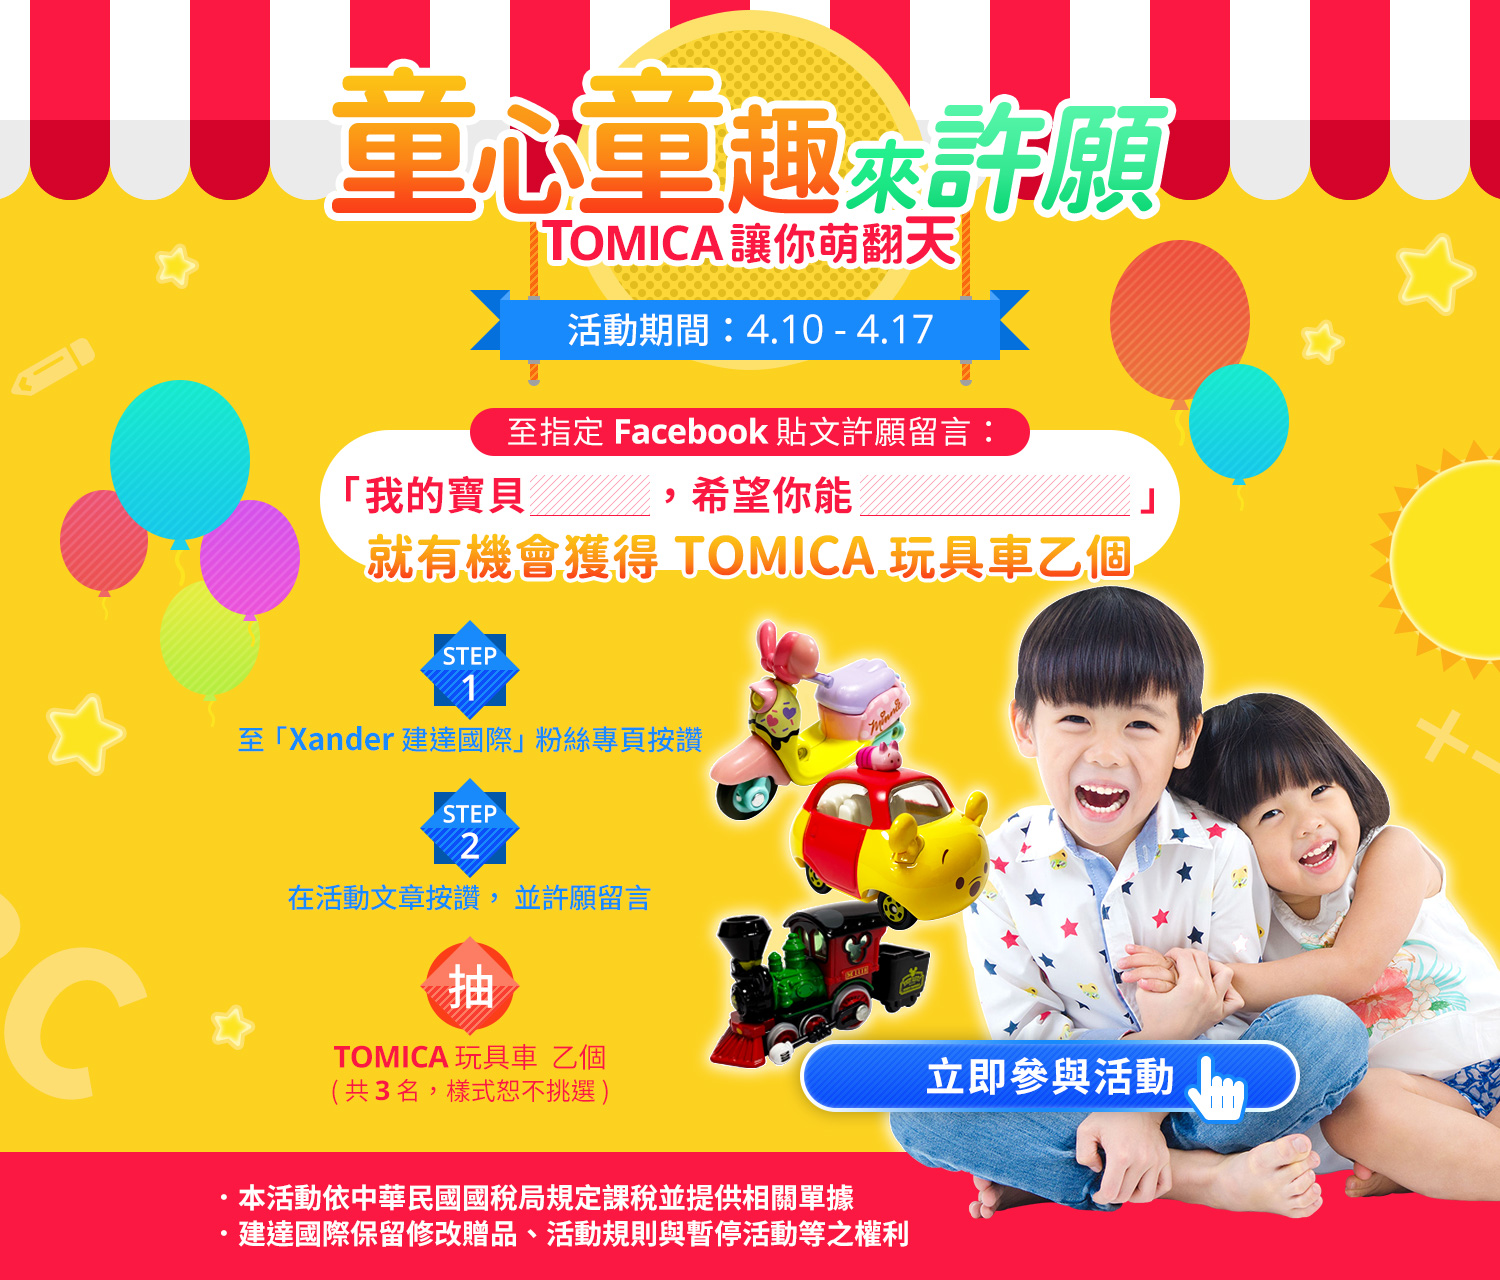 童心童趣來許願
TOMICA 讓你萌翻天
活動期間：4.10 - 4.17
至指定 Facebook 貼文許願留言：
「我的寶貝 ，希望你能 」
就有機會獲得 TOMICA 玩具車乙個
STEP
1
至「Xander 建達國際」粉絲專頁按讚
STEP
2
在活動文章按讚， 並許願留言
抽
TOMICA 玩具車 乙個
( 共 3 名，樣式恕不挑選 )
minnie
立即參與活動
・本活動依中華民國國稅局規定課稅並提供相關單據
・建達國際保留修改贈品、活動規則與暫停活動等之權利